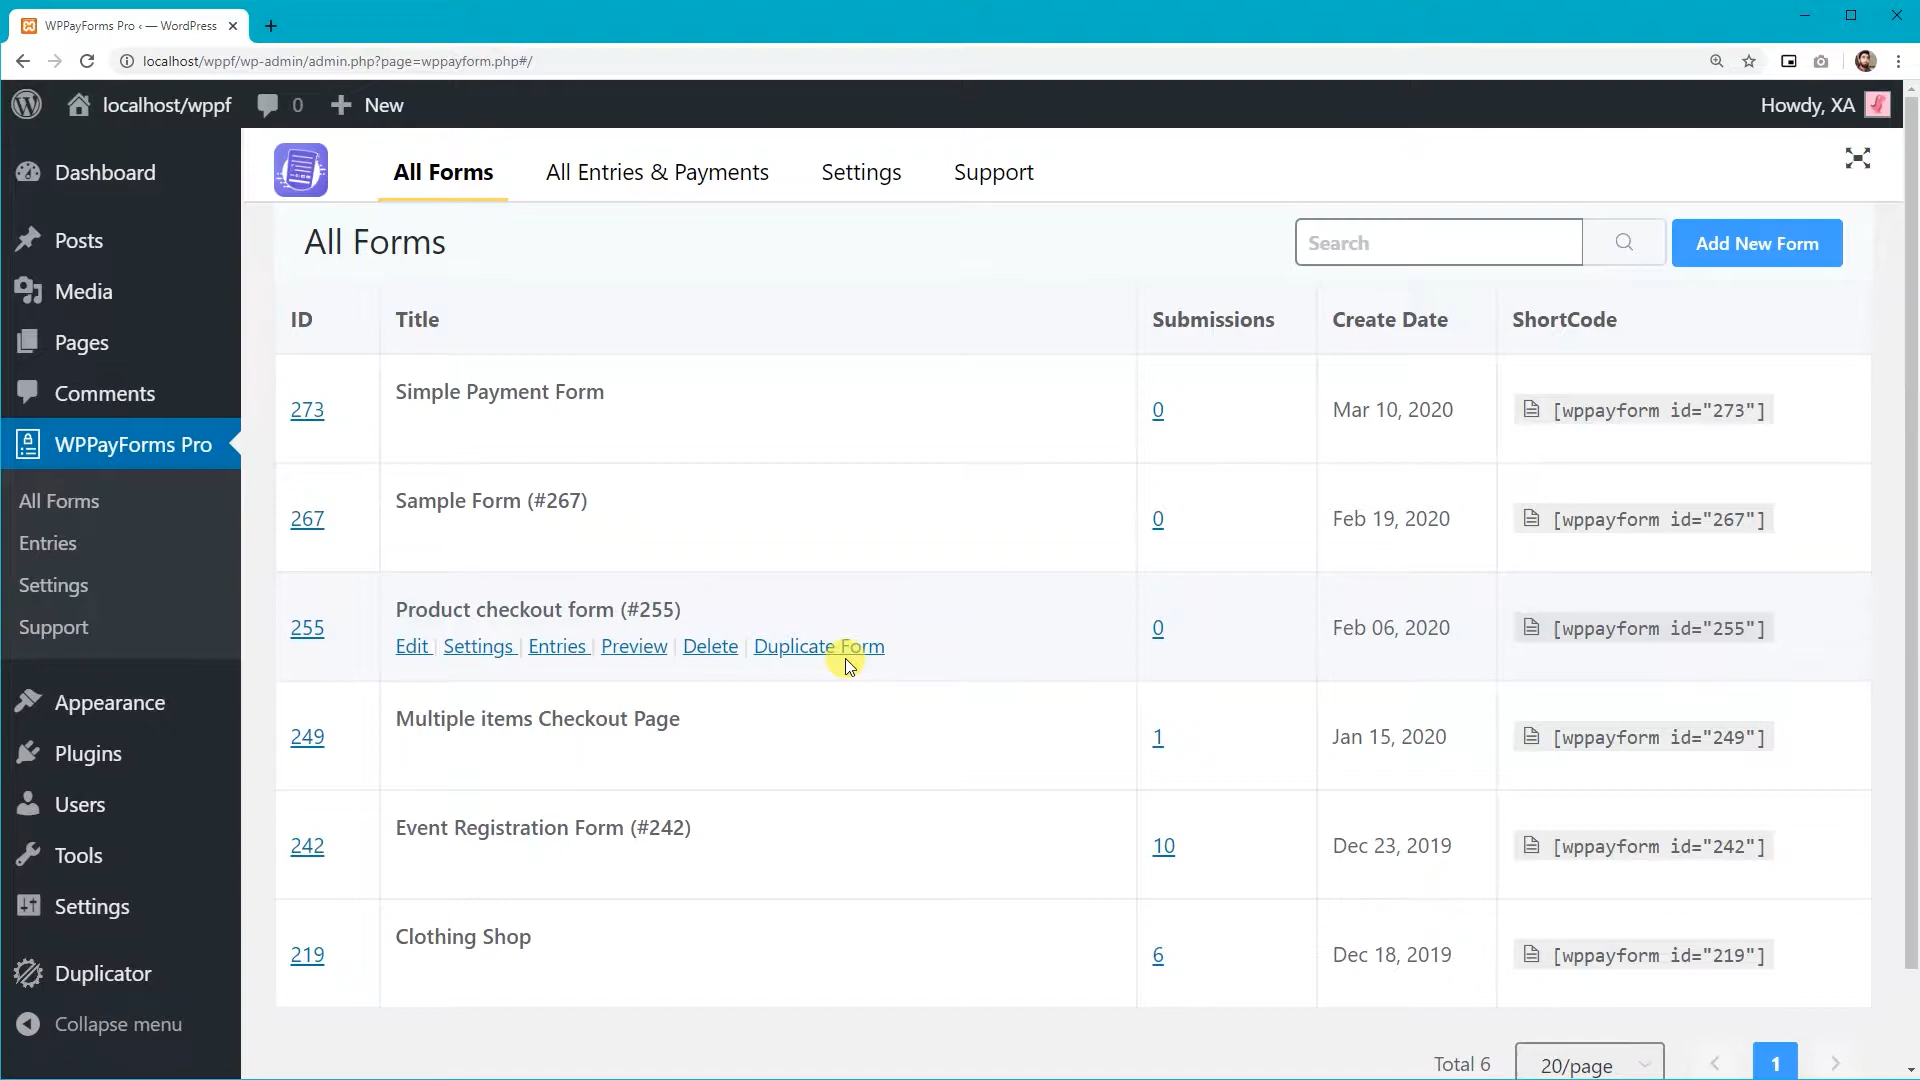 WPPayForms Pro ‹ — WordPress
localhost/wppf/wp-admin/admin.php?page=wppayform.php#/
localhost/wppf 0 New Howdy, XA
Dashboard
Posts
Media
Pages
Comments
WPPayForms Pro
All Forms
Entries
Settings
Support
Appearance
Plugins
Users
Tools
Settings
Duplicator
Collapse menu
All Forms All Entries & Payments Settings Support
All Forms Search Add New Form
ID Title Submissions Create Date ShortCode
273 Simple Payment Form 0 Mar 10, 2020 [wppayform id="273"]
267 Sample Form (#267) 0 Feb 19, 2020 [wppayform id="267"]
Product checkout form (#255)
255 0 Feb 06, 2020 [wppayform id="255"]
Edit | Settings | Entries | Preview | Delete | Duplicate Form
249 Multiple items Checkout Page 1 Jan 15, 2020 [wppayform id="249"]
242 Event Registration Form (#242) 10 Dec 23, 2019 [wppayform id="242"]
219 Clothing Shop 6 Dec 18, 2019 [wppayform id="219"]
Total 6 20/page 1